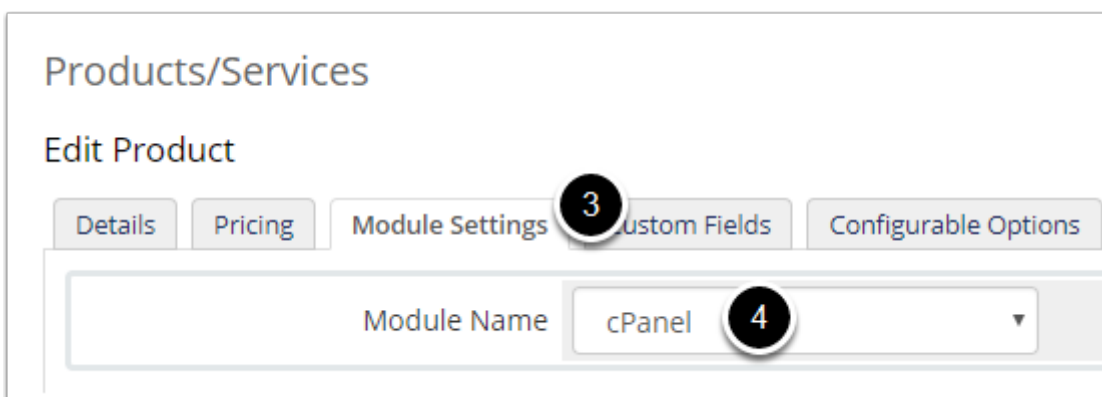 Products/Services
Edit Product
Details Pricing Module Settings 3 Custom Fields Configurable Options
Module Name cPanel 4